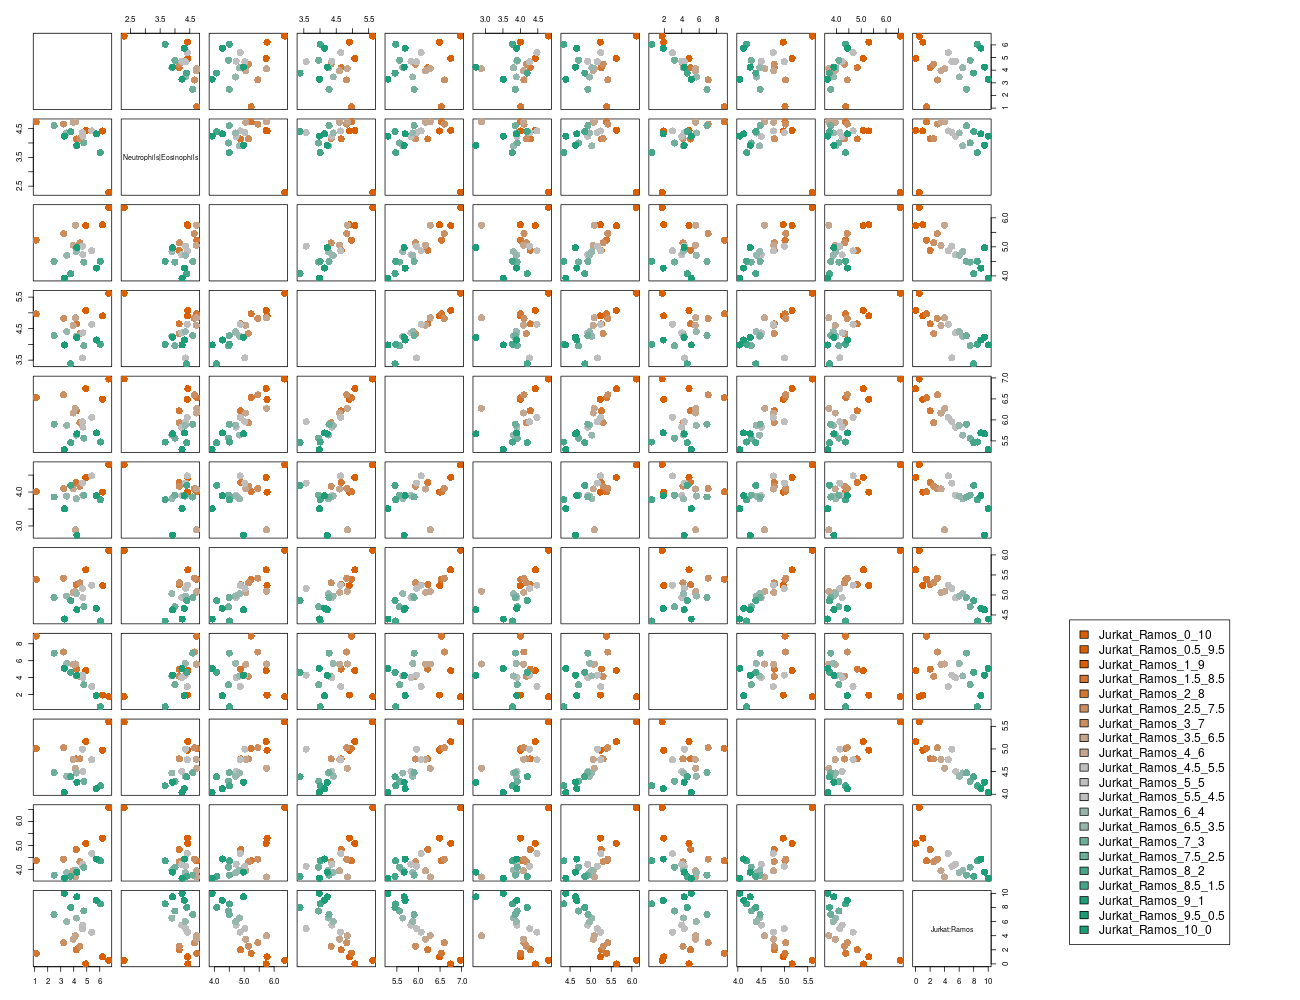 2.5 3.5 4.5 3.5 4.5 5.5 3.0 4.0 4.5 2 4 6 8 4.0 5.0 6.0
1 2 3 4 5 6
2.5 3.5 4.5
Neutrophils|Eosinophils
4.0 5.0 6.0
3.5 4.5 5.5
5.5 6.0 6.5 7.0
3.0 4.0
4.5 5.0 5.5 6.0
2 4 6 8
4.0 4.5 5.0 5.5
4.0 5.0 6.0
0 2 4 6 8 10
Jurkat:Ramos
1 2 3 4 5 6 4.0 5.0 6.0 5.5 6.0 6.5 7.0 4.5 5.0 5.5 6.0 4.0 4.5 5.0 5.5 0 2 4 6 8 10
Jurkat_Ramos_0_10
Jurkat_Ramos_0.5_9.5
Jurkat_Ramos_1_9
Jurkat_Ramos_1.5_8.5
Jurkat_Ramos_2_8
Jurkat_Ramos_2.5_7.5
Jurkat_Ramos_3_7
Jurkat_Ramos_3.5_6.5
Jurkat_Ramos_4_6
Jurkat_Ramos_4.5_5.5
Jurkat_Ramos_5_5
Jurkat_Ramos_5.5_4.5
Jurkat_Ramos_6_4
Jurkat_Ramos_6.5_3.5
Jurkat_Ramos_7_3
Jurkat_Ramos_7.5_2.5
Jurkat_Ramos_8_2
Jurkat_Ramos_8.5_1.5
Jurkat_Ramos_9_1
Jurkat_Ramos_9.5_0.5
Jurkat_Ramos_10_0